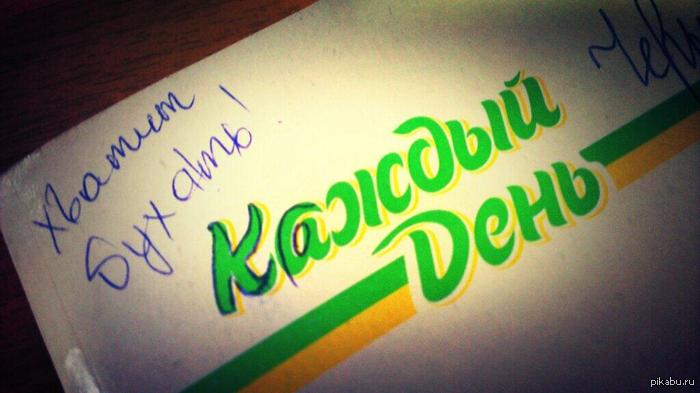 хватит
бухать!
Каждый
День
pikabu.ru